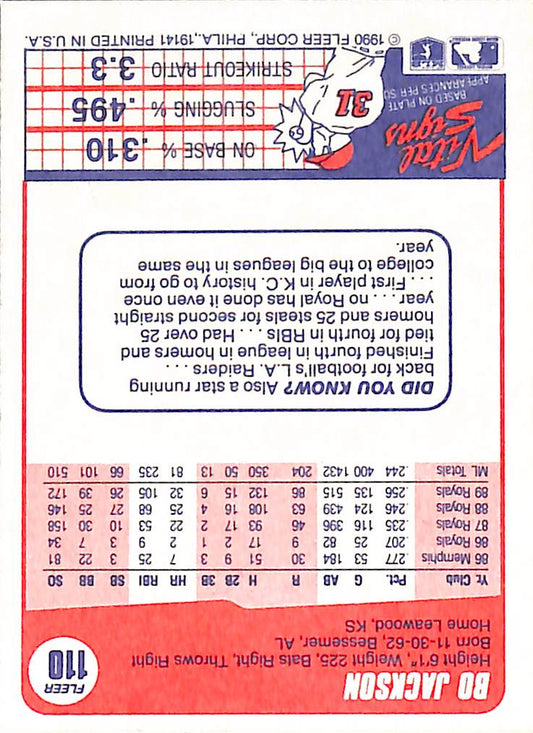 BO JACKSON
FLEER
110
Height 6'1", Weight 225, Bats Right, Throws Right
Born 11-30-62, Bessemer, AL
Home Leawood, KS
Yr. Club Pct. G AB R H 2B 3B HR RBI SB BB SO
86 Memphis .277 53 184 30 51 9 3 7 25 3 22 81
86 Royals .207 25 82 9 17 2 1 2 9 3 7 34
87 Royals .235 116 396 46 93 17 2 22 53 10 30 158
88 Royals .246 124 439 63 108 16 4 25 68 27 25 146
89 Royals .256 135 515 86 132 15 6 32 105 26 39 172
ML Totals .244 400 1432 204 350 50 13 81 235 66 101 510
DID YOU KNOW? Also a star running
back for football's L.A. Raiders . . .
Finished fourth in league in homers and
tied for fourth in RBIs . . . Had over 25
homers and 25 steals for second straight
year . . . no Royal has done it even once
. . . First player in K.C. history to go from
college to the big leagues in the same
year.
Vital
Signs
BASED ON PLATE
APPEARANCES PER SO
31
ON BASE % .310
SLUGGING % .495
STRIKEOUT RATIO 3.3
© 1990 FLEER CORP., PHILA., 19141 PRINTED IN U.S.A.